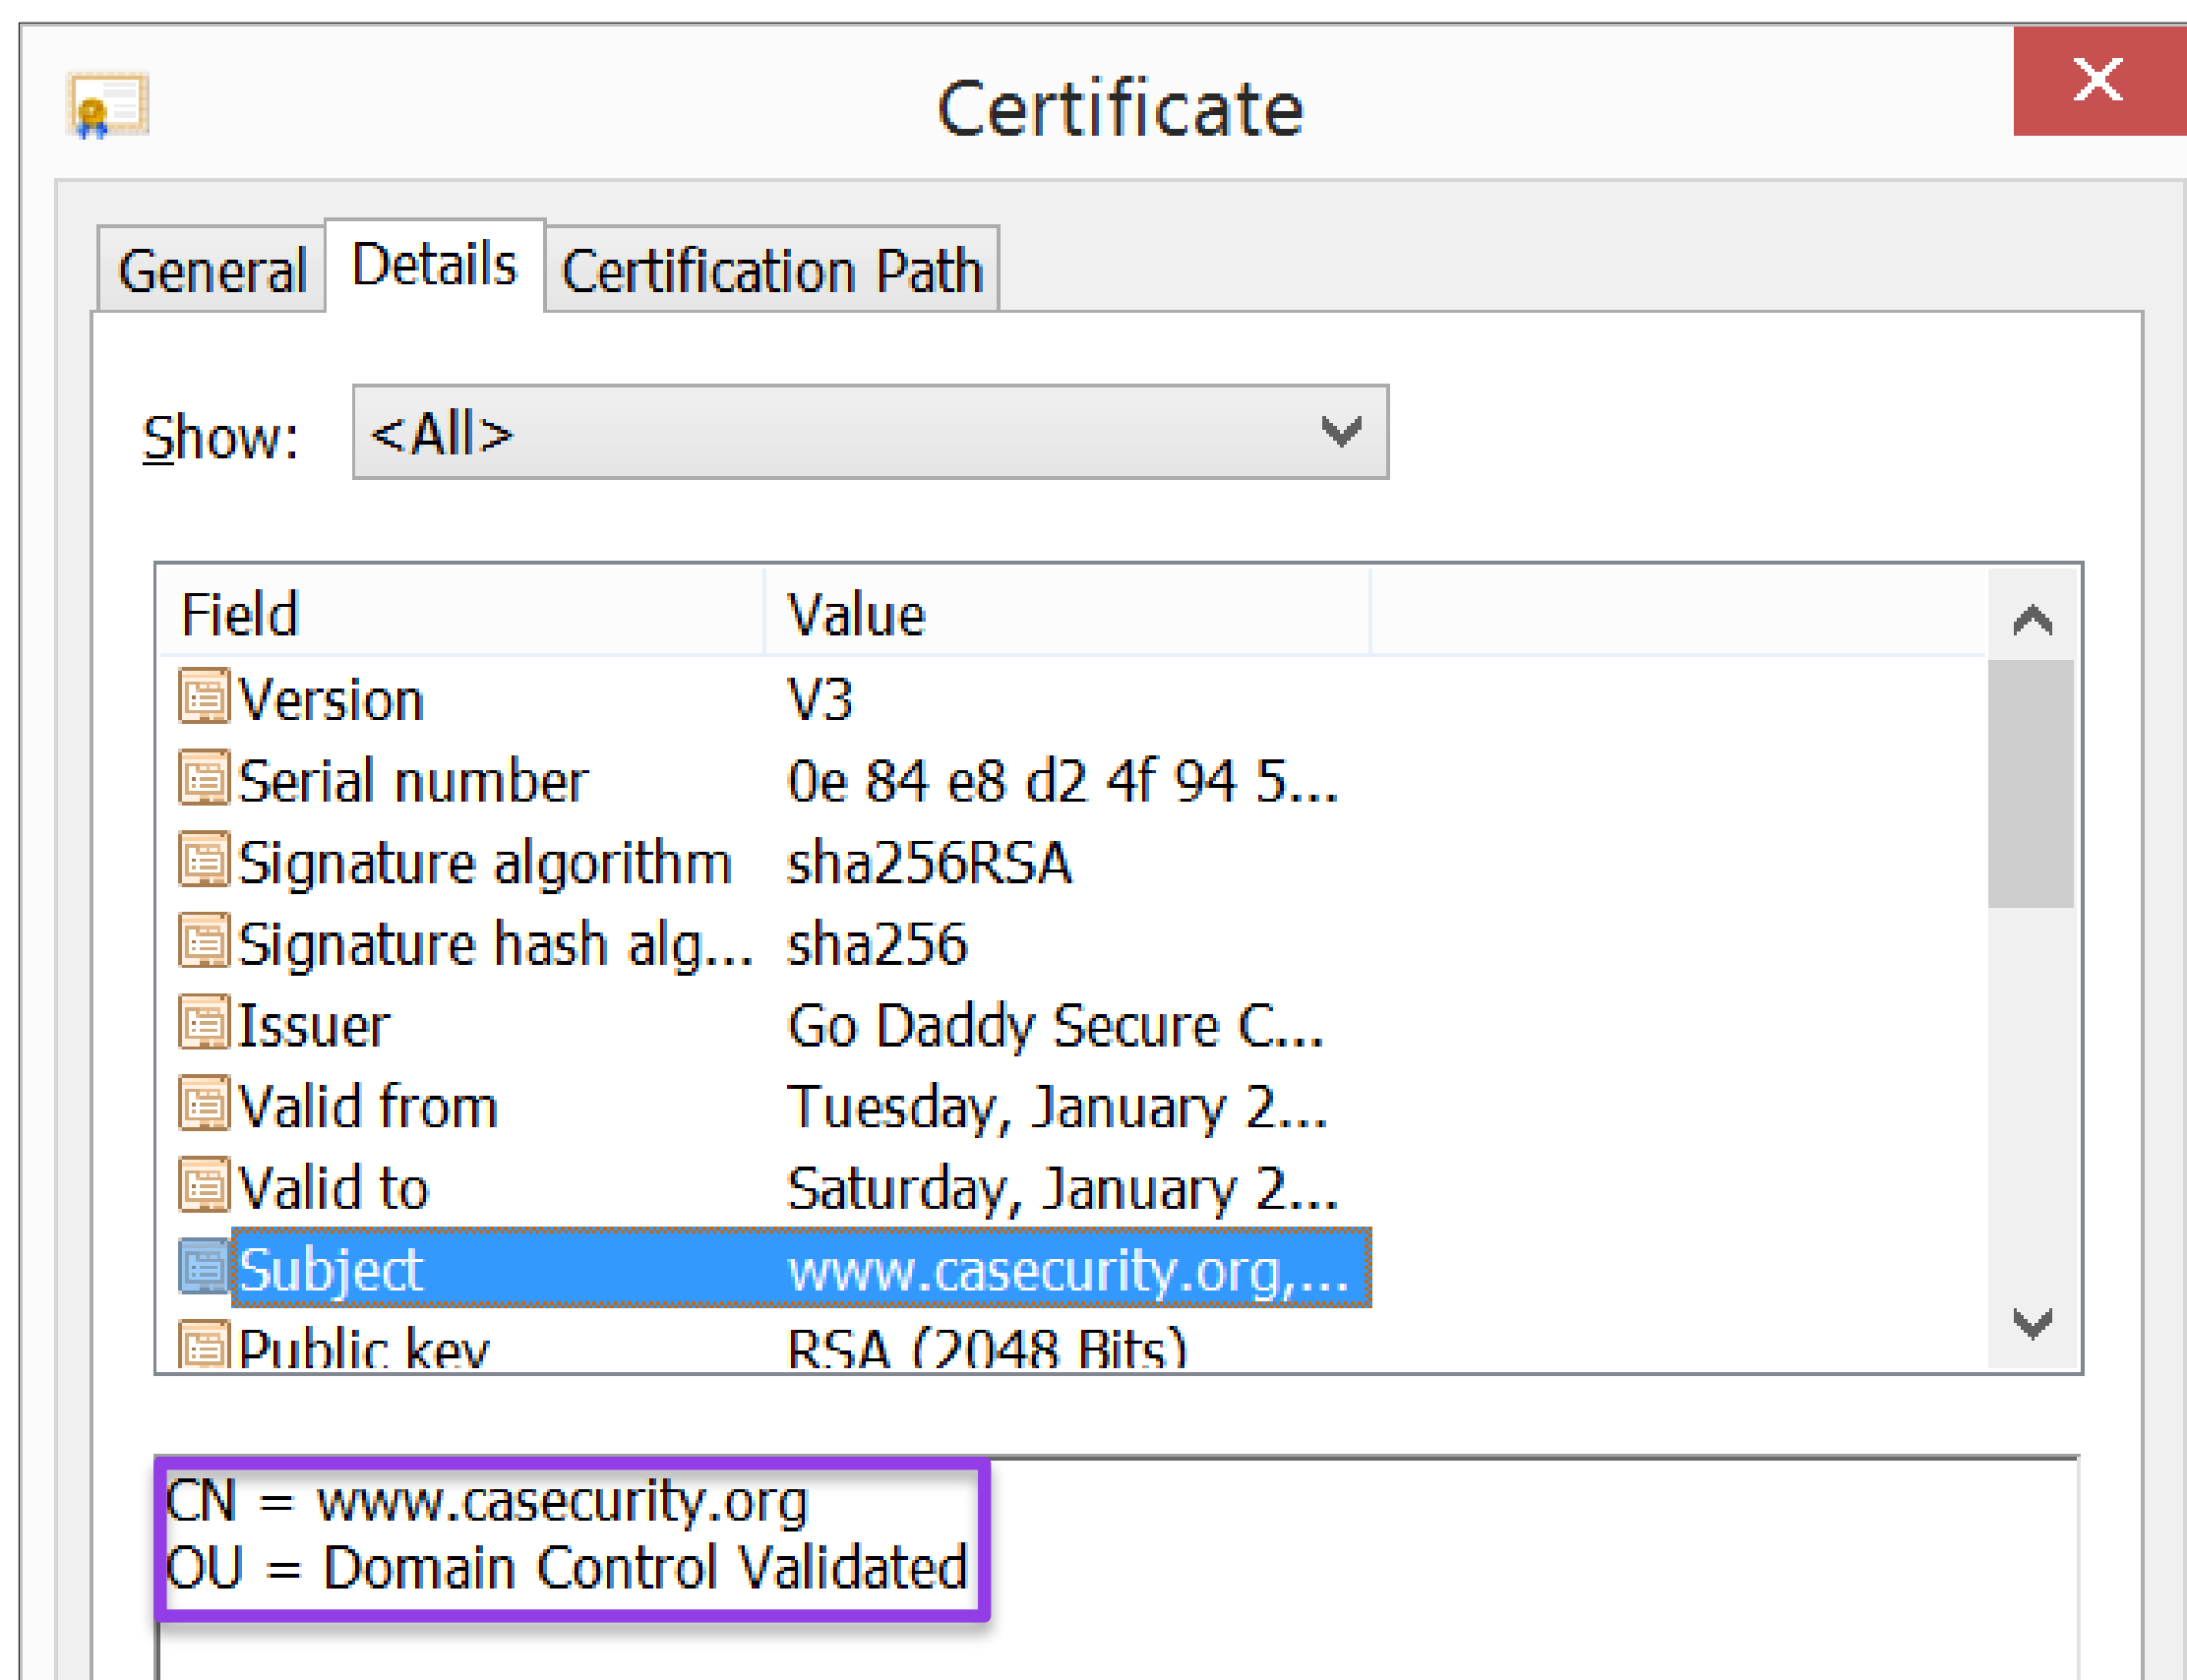 Certificate
General Details Certification Path
Show: <All>
Field Value
Version V3
Serial number 0e 84 e8 d2 4f 94 5...
Signature algorithm sha256RSA
Signature hash alg... sha256
Issuer Go Daddy Secure C...
Valid from Tuesday, January 2...
Valid to Saturday, January 2...
Subject www.casecurity.org,...
Public key RSA (2048 Bits)
CN = www.casecurity.org
OU = Domain Control Validated